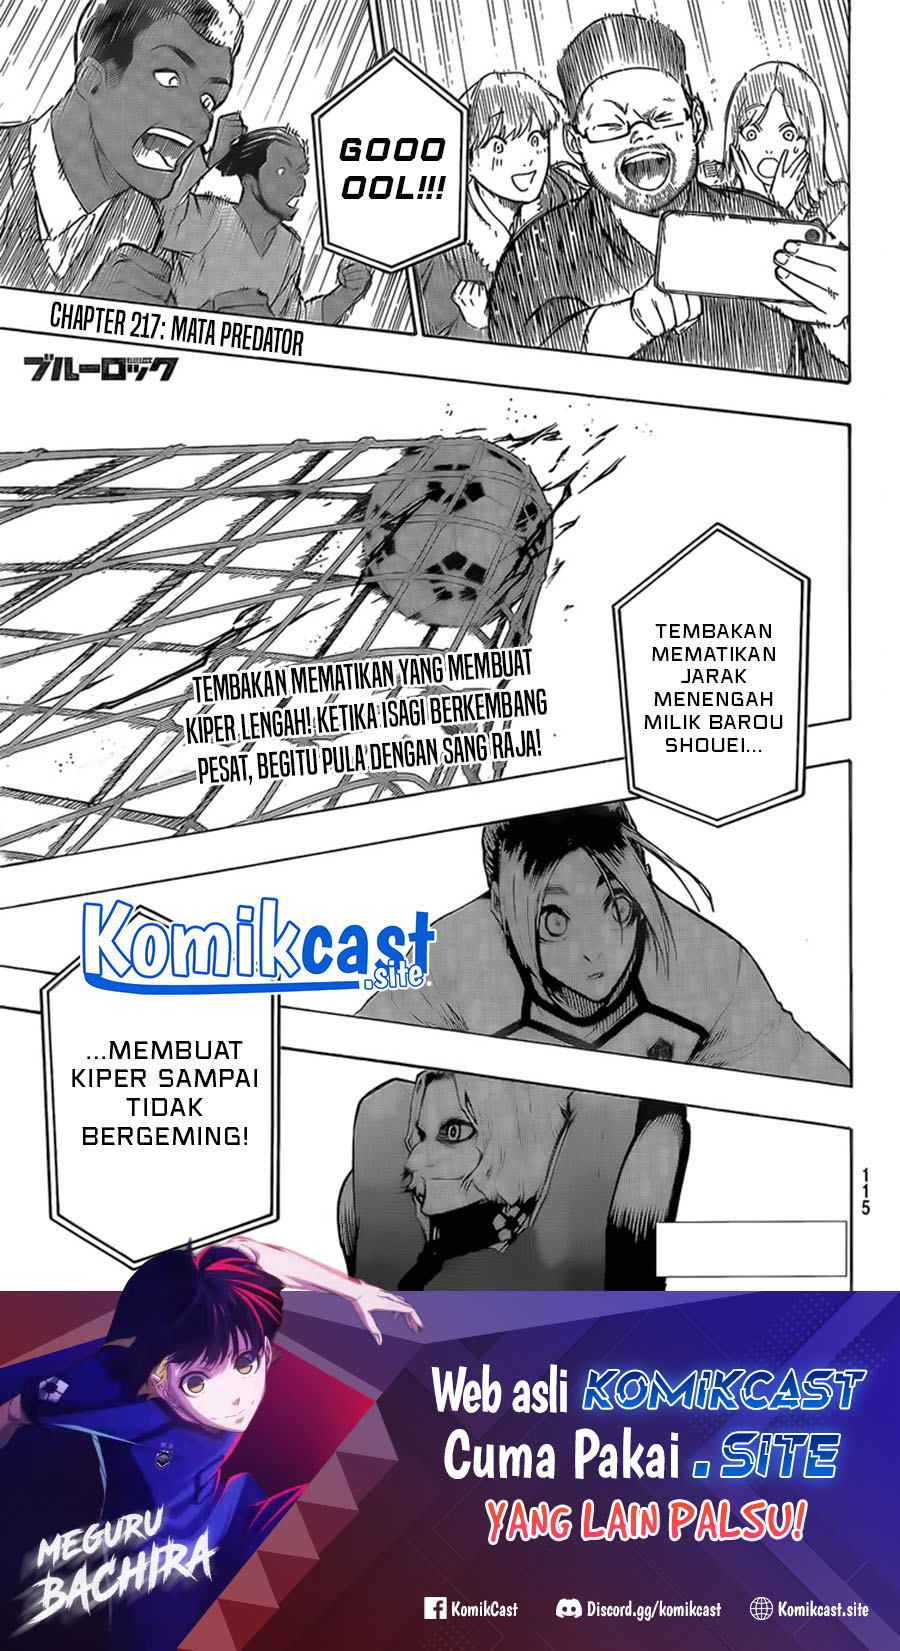 GOOO
OOL!!!
CHAPTER 217: MATA PREDATOR
ブルーロック
TEMBAKAN
MEMATIKAN
JARAK
MENENGAH
MILIK BAROU
SHOUEI...
TEMBAKAN MEMATIKAN YANG MEMBUAT
KIPER LENGAH! KETIKA ISAGI BERKEMBANG
PESAT, BEGITU PULA DENGAN SANG RAJA!
Komikcast
.site
...MEMBUAT
KIPER SAMPAI
TIDAK
BERGEMING!
115
Web asli KOMIKCAST
Cuma Pakai .SITE
YANG LAIN PALSU!
MEGURU
BACHIRA
KomikCast
Discord.gg/komikcast
Komikcast.site